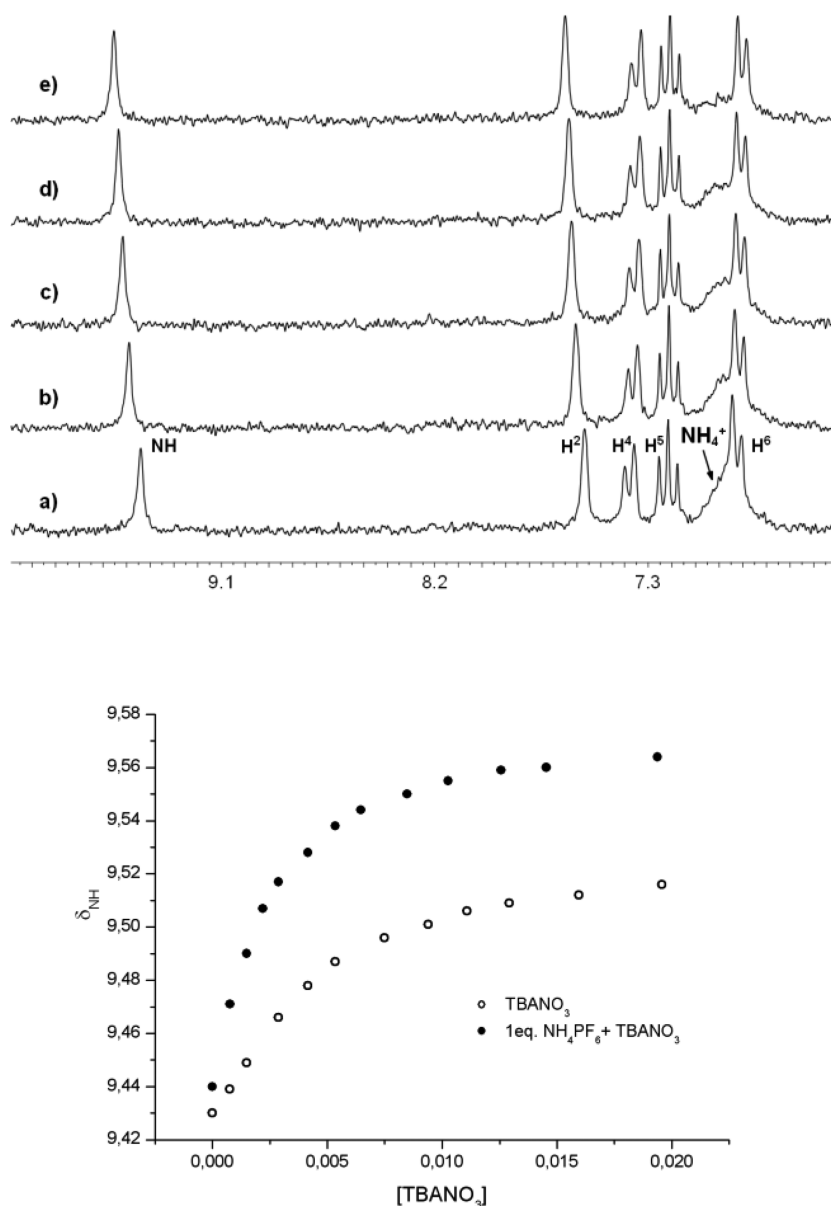 e)
d)
c)
b)
NH H² H⁴ H⁵ NH₄⁺ H⁶
a)
9.1 8.2 7.3
9,58
9,56
9,54
9,52
δNH
9,50
9,48
TBANO₃
9,46
1eq. NH₄PF₆+ TBANO₃
9,44
9,42
0,000 0,005 0,010 0,015 0,020
[TBANO₃]